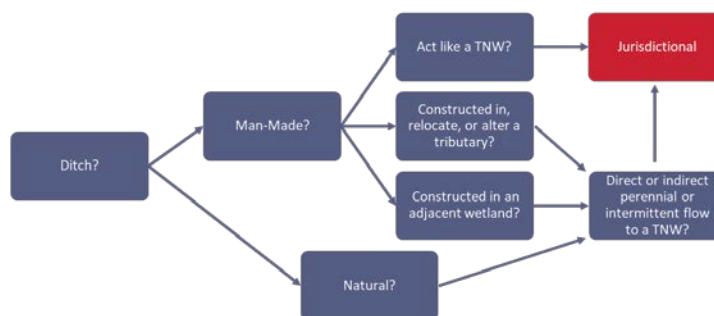 Act like a TNW?
Jurisdictional
Man-Made?
Constructed in,
relocate, or alter a
tributary?
Ditch?
Constructed in an
adjacent wetland?
Direct or indirect
perennial or
intermittent flow
to a TNW?
Natural?